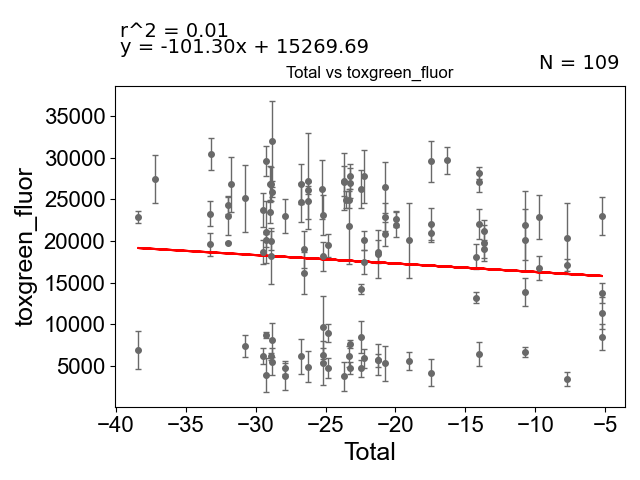 r^2 = 0.01
y = -101.30x + 15269.69
N = 109
Total vs toxgreen_fluor
35000
30000
25000
20000
15000
10000
5000
toxgreen_fluor
−40 −35 −30 −25 −20 −15 −10 −5
Total